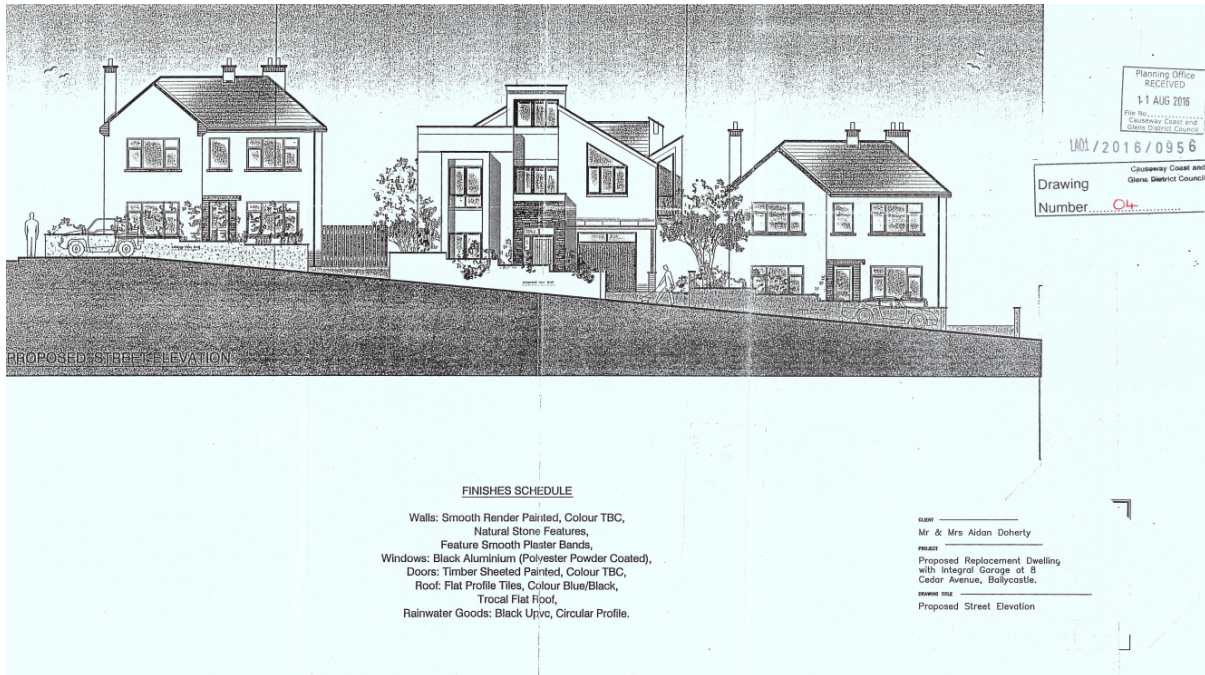 Planning Office
RECEIVED
11 AUG 2016
File No.............
Causeway Coast and
Glens District Council
LA01/2016/0956
Causeway Coast and
Glens District Council
Drawing
Number....04............
PROPOSED STREET ELEVATION
FINISHES SCHEDULE
Walls: Smooth Render Painted, Colour TBC,
Natural Stone Features,
Feature Smooth Plaster Bands,
Windows: Black Aluminium (Polyester Powder Coated),
Doors: Timber Sheeted Painted, Colour TBC,
Roof: Flat Profile Tiles, Colour Blue/Black,
Trocal Flat Roof,
Rainwater Goods: Black Upvc, Circular Profile.
CLIENT
Mr & Mrs Aidan Doherty
PROJECT
Proposed Replacement Dwelling
with Integral Garage at 8
Cedar Avenue, Ballycastle.
DRAWING TITLE
Proposed Street Elevation